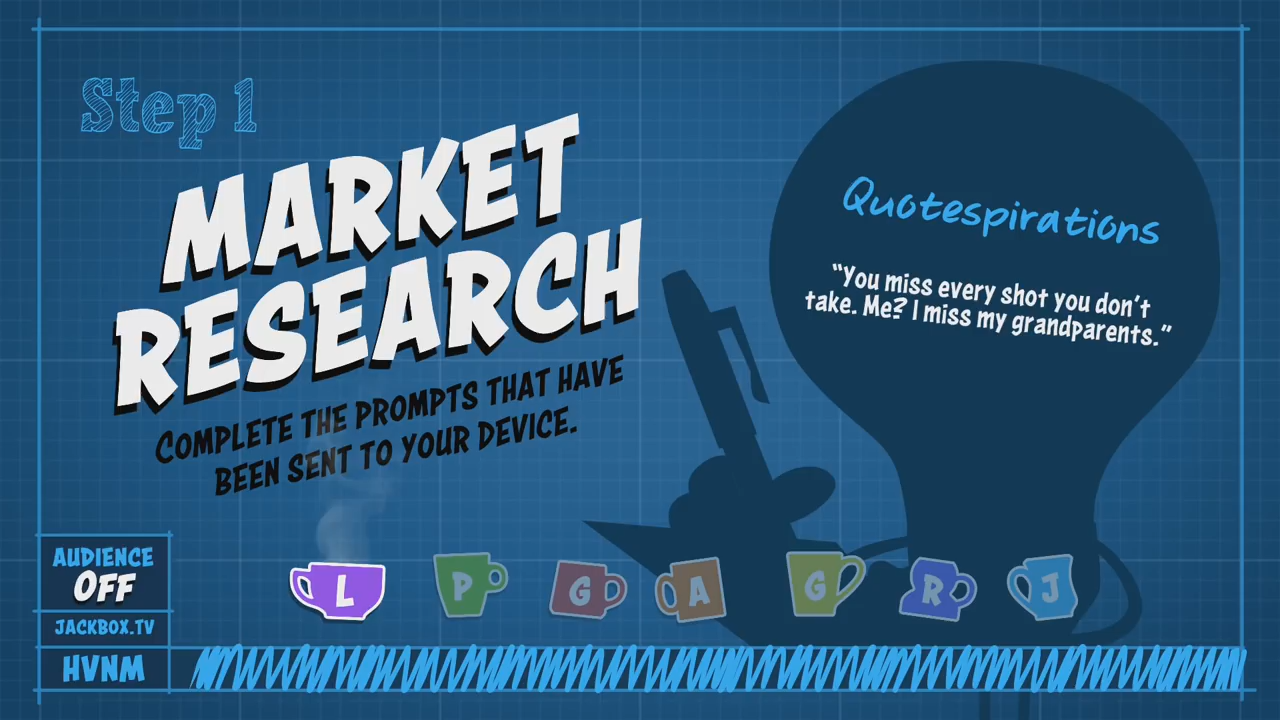 Step 1
MARKET
RESEARCH
COMPLETE THE PROMPTS THAT HAVE
BEEN SENT TO YOUR DEVICE.
Quotespirations
“You miss every shot you don’t
take. Me? I miss my grandparents.”
L P G A G R J
AUDIENCE
OFF
JACKBOX.TV
HVNM